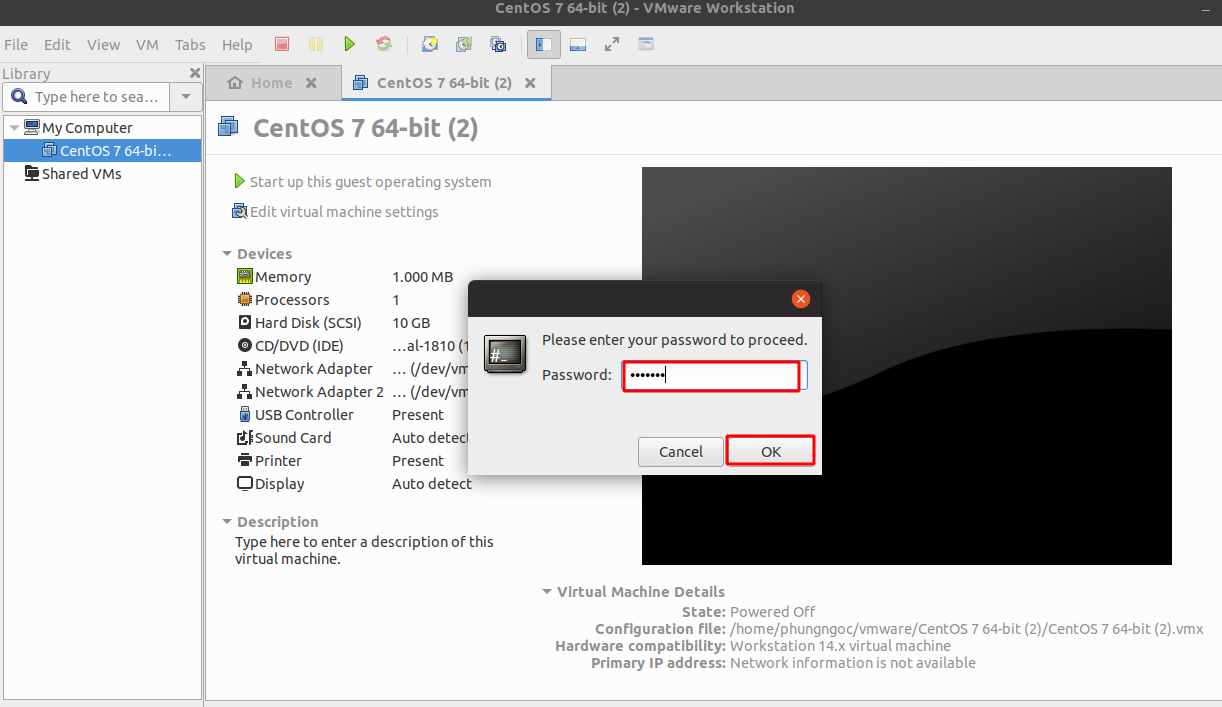 CentOS 7 64-bit (2) - VMware Workstation
File Edit View VM Tabs Help
Library
Type here to sea...
My Computer
CentOS 7 64-bi...
Shared VMs
Home
CentOS 7 64-bit (2)
CentOS 7 64-bit (2)
Start up this guest operating system
Edit virtual machine settings
Devices
Memory 1.000 MB
Processors 1
Hard Disk (SCSI) 10 GB
CD/DVD (IDE) ...al-1810 (1
Network Adapter ... (/dev/vm
Network Adapter 2 ... (/dev/vm
USB Controller Present
Sound Card Auto detect
Printer Present
Display Auto detect
Description
Type here to enter a description of this
virtual machine.
Please enter your password to proceed.
#_
Password: •••••••
Cancel OK
Virtual Machine Details
State: Powered Off
Configuration file: /home/phungngoc/vmware/CentOS 7 64-bit (2)/CentOS 7 64-bit (2).vmx
Hardware compatibility: Workstation 14.x virtual machine
Primary IP address: Network information is not available